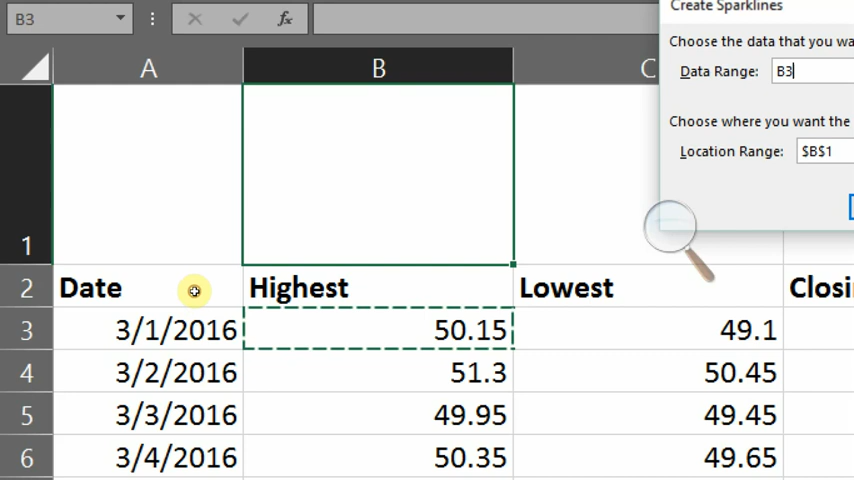 Create Sparklines
B3
fx
Choose the data that you wa
Data Range: B3
Choose where you want the
Location Range: $B$1
A B C
1
2 Date Highest Lowest Closi
3 3/1/2016 50.15 49.1
4 3/2/2016 51.3 50.45
5 3/3/2016 49.95 49.45
6 3/4/2016 50.35 49.65